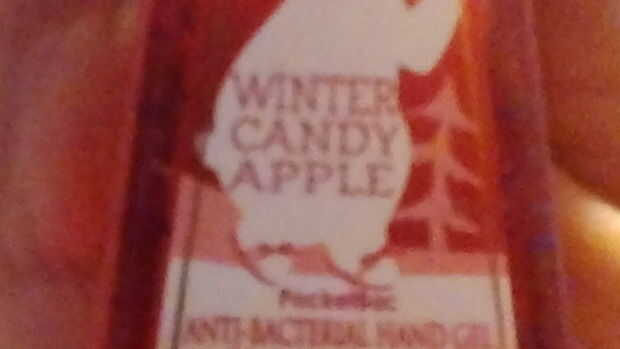 WINTER
CANDY
APPLE
PocketBac
ANTI-BACTERIAL HAND GEL